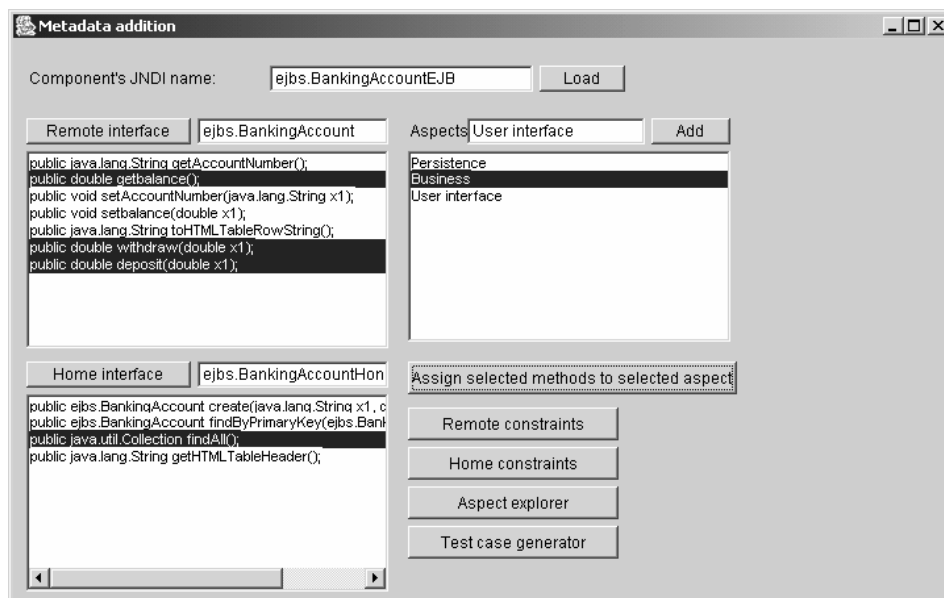 Metadata addition
Component's JNDI name: ejbs.BankingAccountEJB Load
Remote interface ejbs.BankingAccount
public java.lang.String getAccountNumber();
public double getbalance();
public void setAccountNumber(java.lang.String x1);
public void setbalance(double x1);
public java.lang.String toHTMLTableRowString();
public double withdraw(double x1);
public double deposit(double x1);
Aspects User interface Add
Persistence
Business
User interface
Home interface ejbs.BankingAccountHon
public ejbs.BankingAccount create(java.lang.String x1, c
public ejbs.BankingAccount findByPrimaryKey(ejbs.Bank
public java.util.Collection findAll();
public java.lang.String getHTMLTableHeader();
Assign selected methods to selected aspect
Remote constraints
Home constraints
Aspect explorer
Test case generator